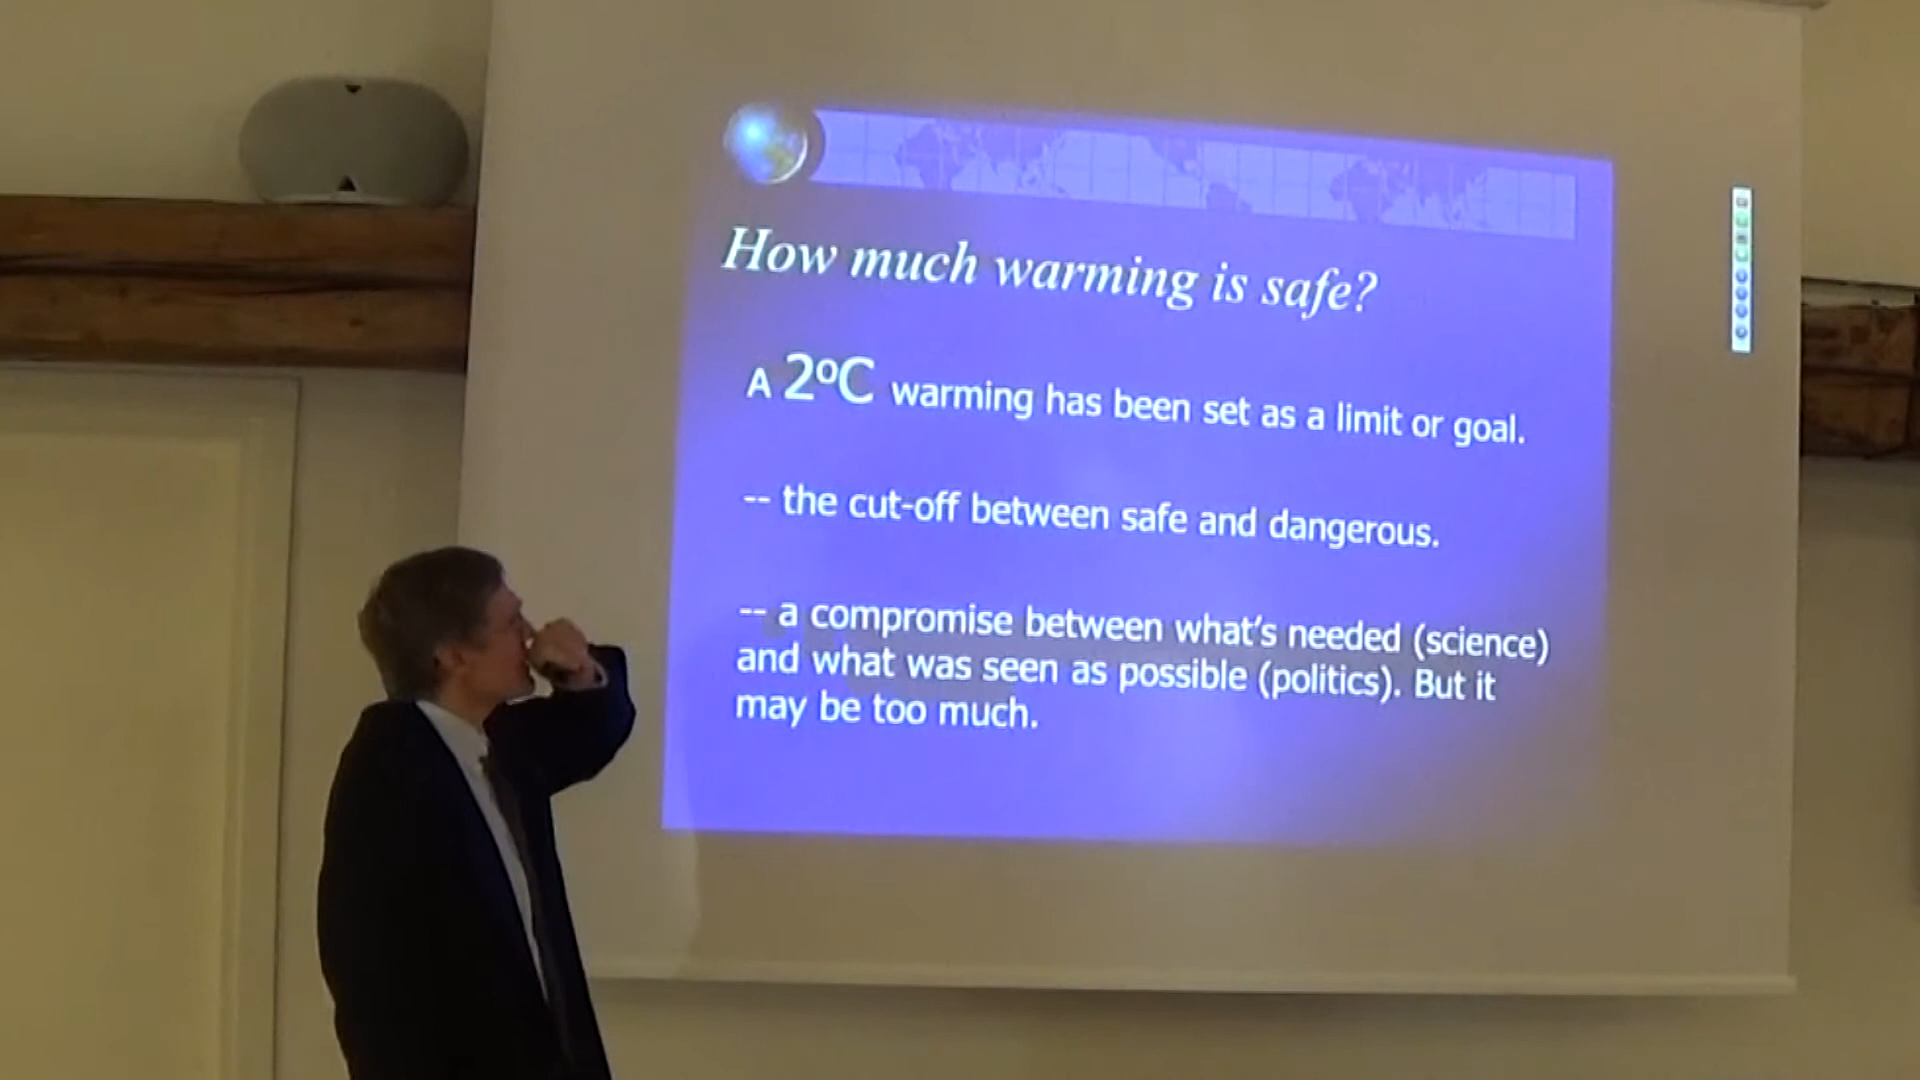 How much warming is safe?
A 2ºC warming has been set as a limit or goal.
-- the cut-off between safe and dangerous.
-- a compromise between what's needed (science)
and what was seen as possible (politics). But it
may be too much.